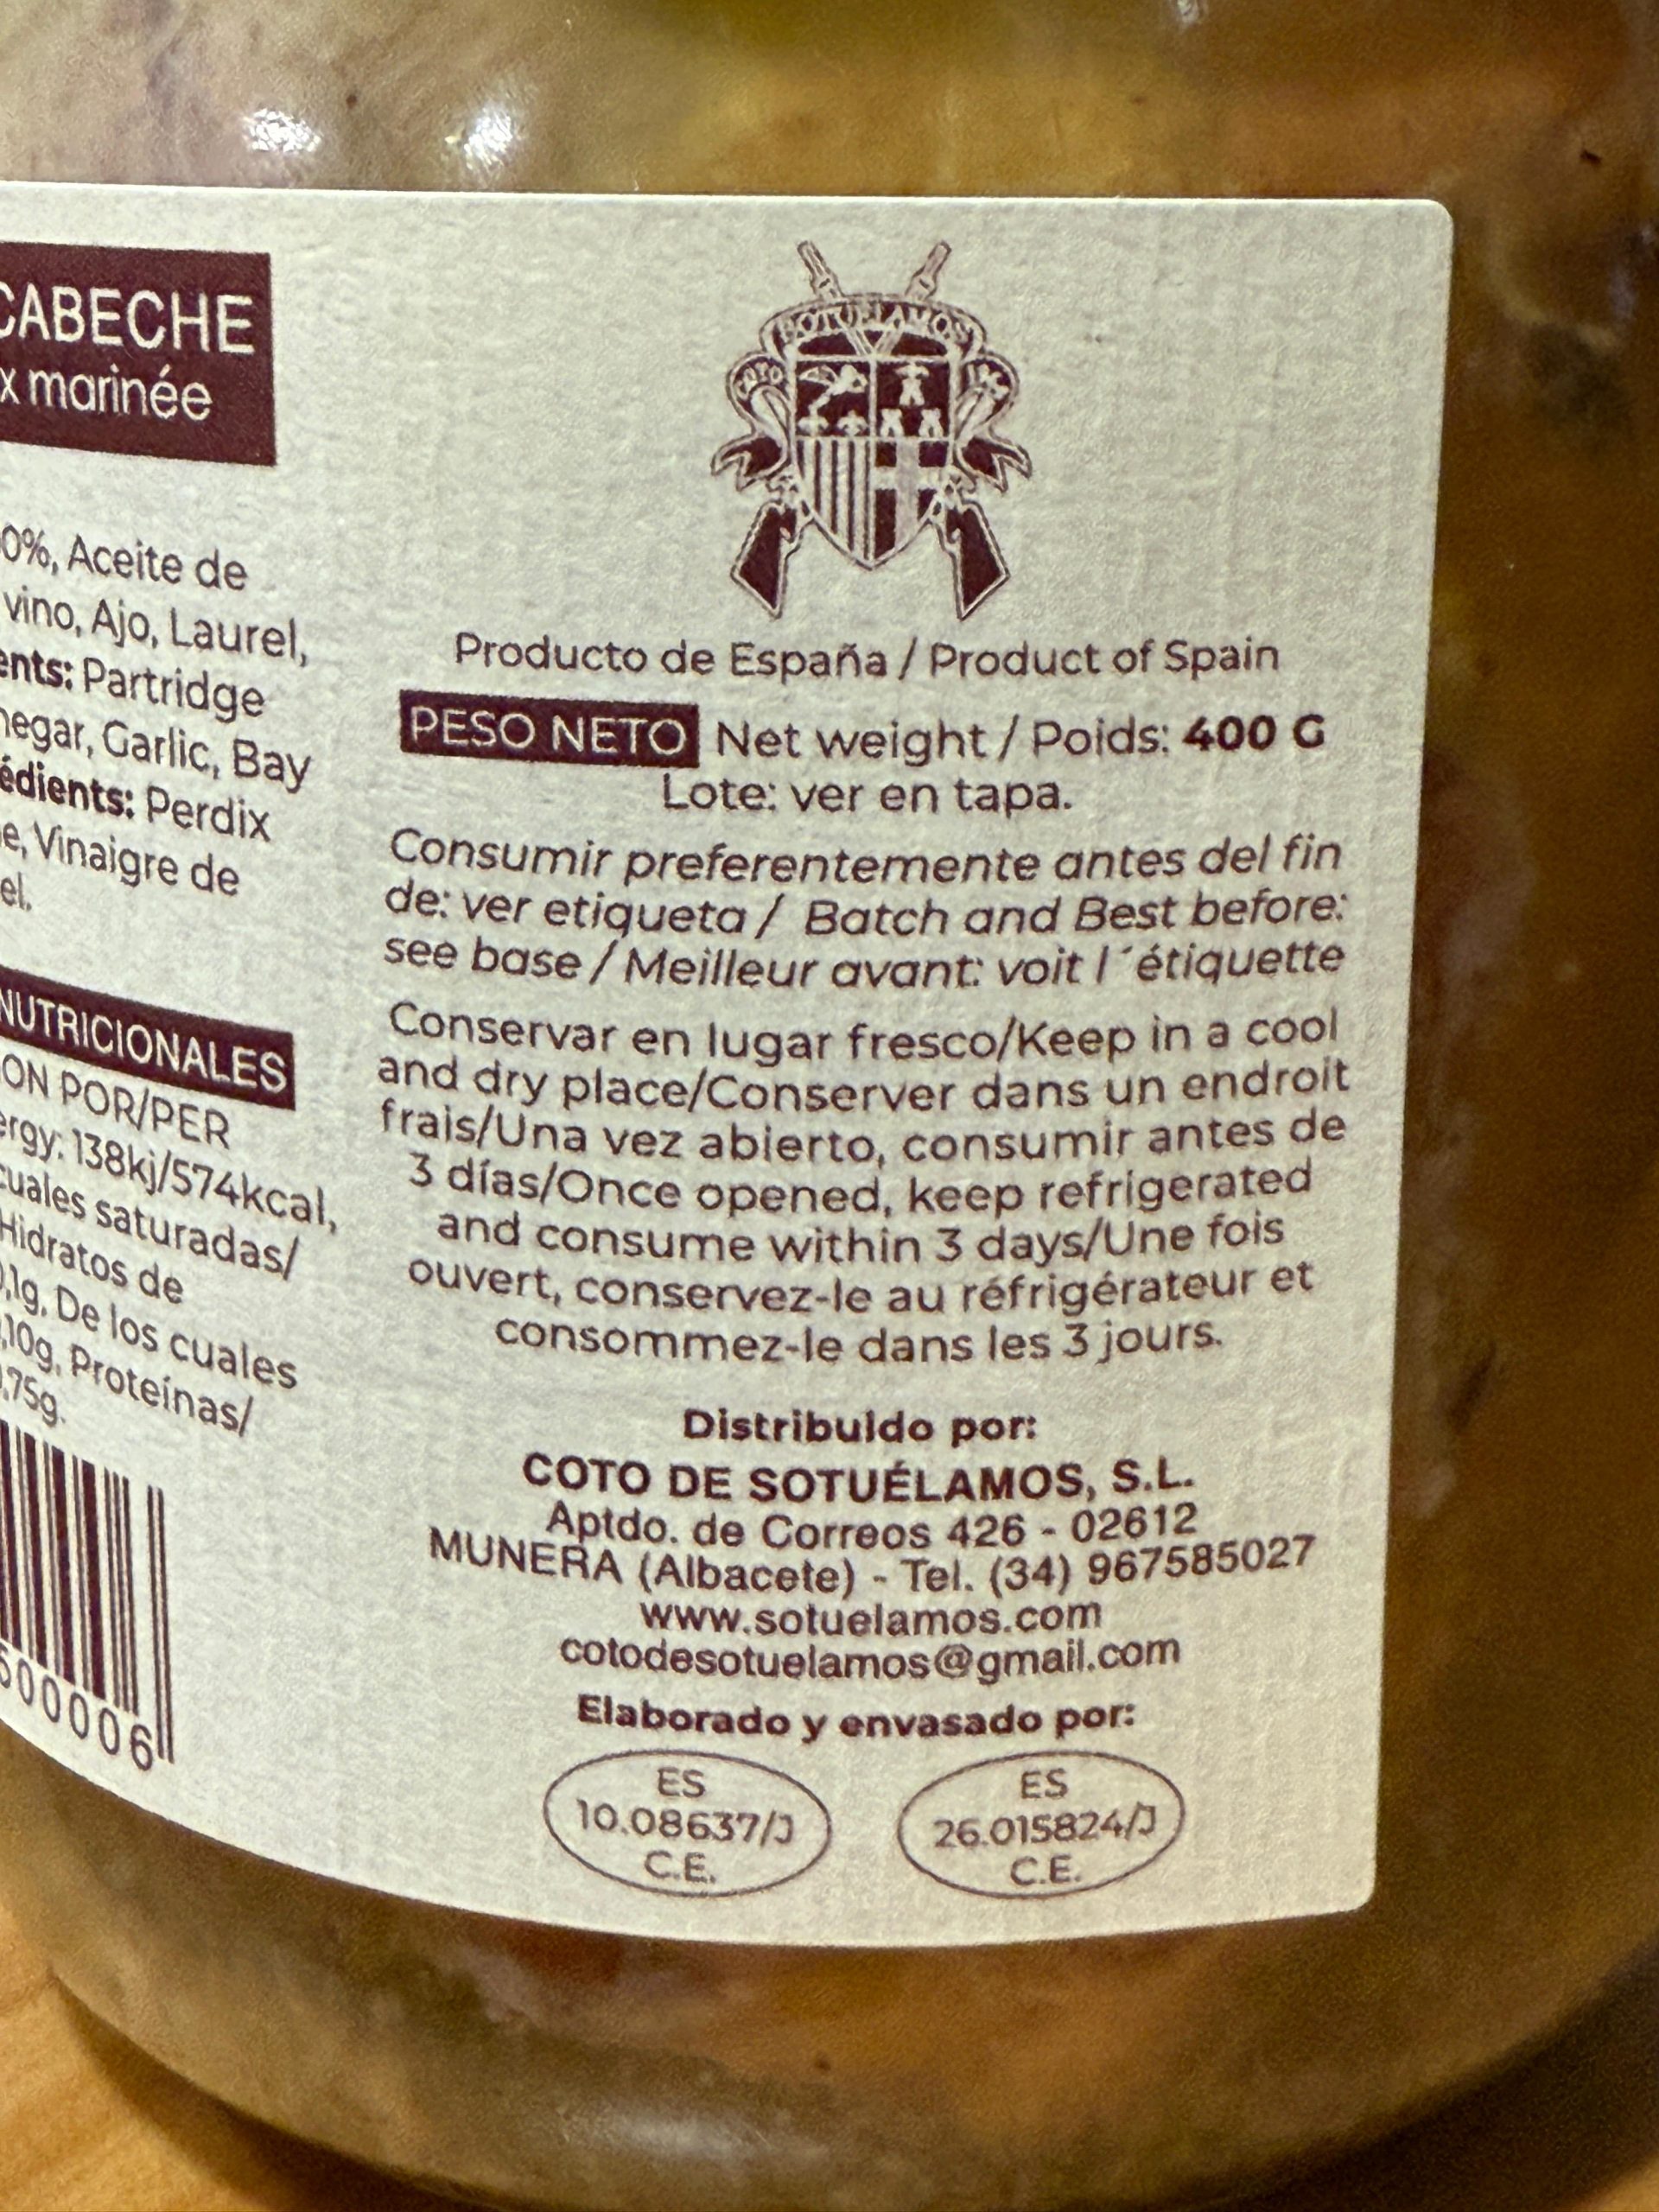 CABECHE
x marinée
0%, Aceite de
vino, Ajo, Laurel,
ents: Partridge
negar, Garlic, Bay
édients: Perdix
e, Vinaigre de
el.
NUTRICIONALES
ON POR/PER
ergy: 138kj/574kcal,
cuales saturadas/
Hidratos de
0,1g, De los cuales
,10g, Proteínas/
,75g.
500006
SOTUÉLAMOS
COTO
Producto de España / Product of Spain
PESO NETO Net weight / Poids: 400 G
Lote: ver en tapa.
Consumir preferentemente antes del fin
de: ver etiqueta / Batch and Best before:
see base / Meilleur avant: voit l´étiquette
Conservar en lugar fresco/Keep in a cool
and dry place/Conserver dans un endroit
frais/Una vez abierto, consumir antes de
3 días/Once opened, keep refrigerated
and consume within 3 days/Une fois
ouvert, conservez-le au réfrigérateur et
consommez-le dans les 3 jours.
Distribuído por:
COTO DE SOTUÉLAMOS, S.L.
Aptdo. de Correos 426 - 02612
MUNERA (Albacete) - Tel. (34) 967585027
www.sotuelamos.com
cotodesotuelamos@gmail.com
Elaborado y envasado por:
ES
10.08637/J
C.E.
ES
26.015824/J
C.E.